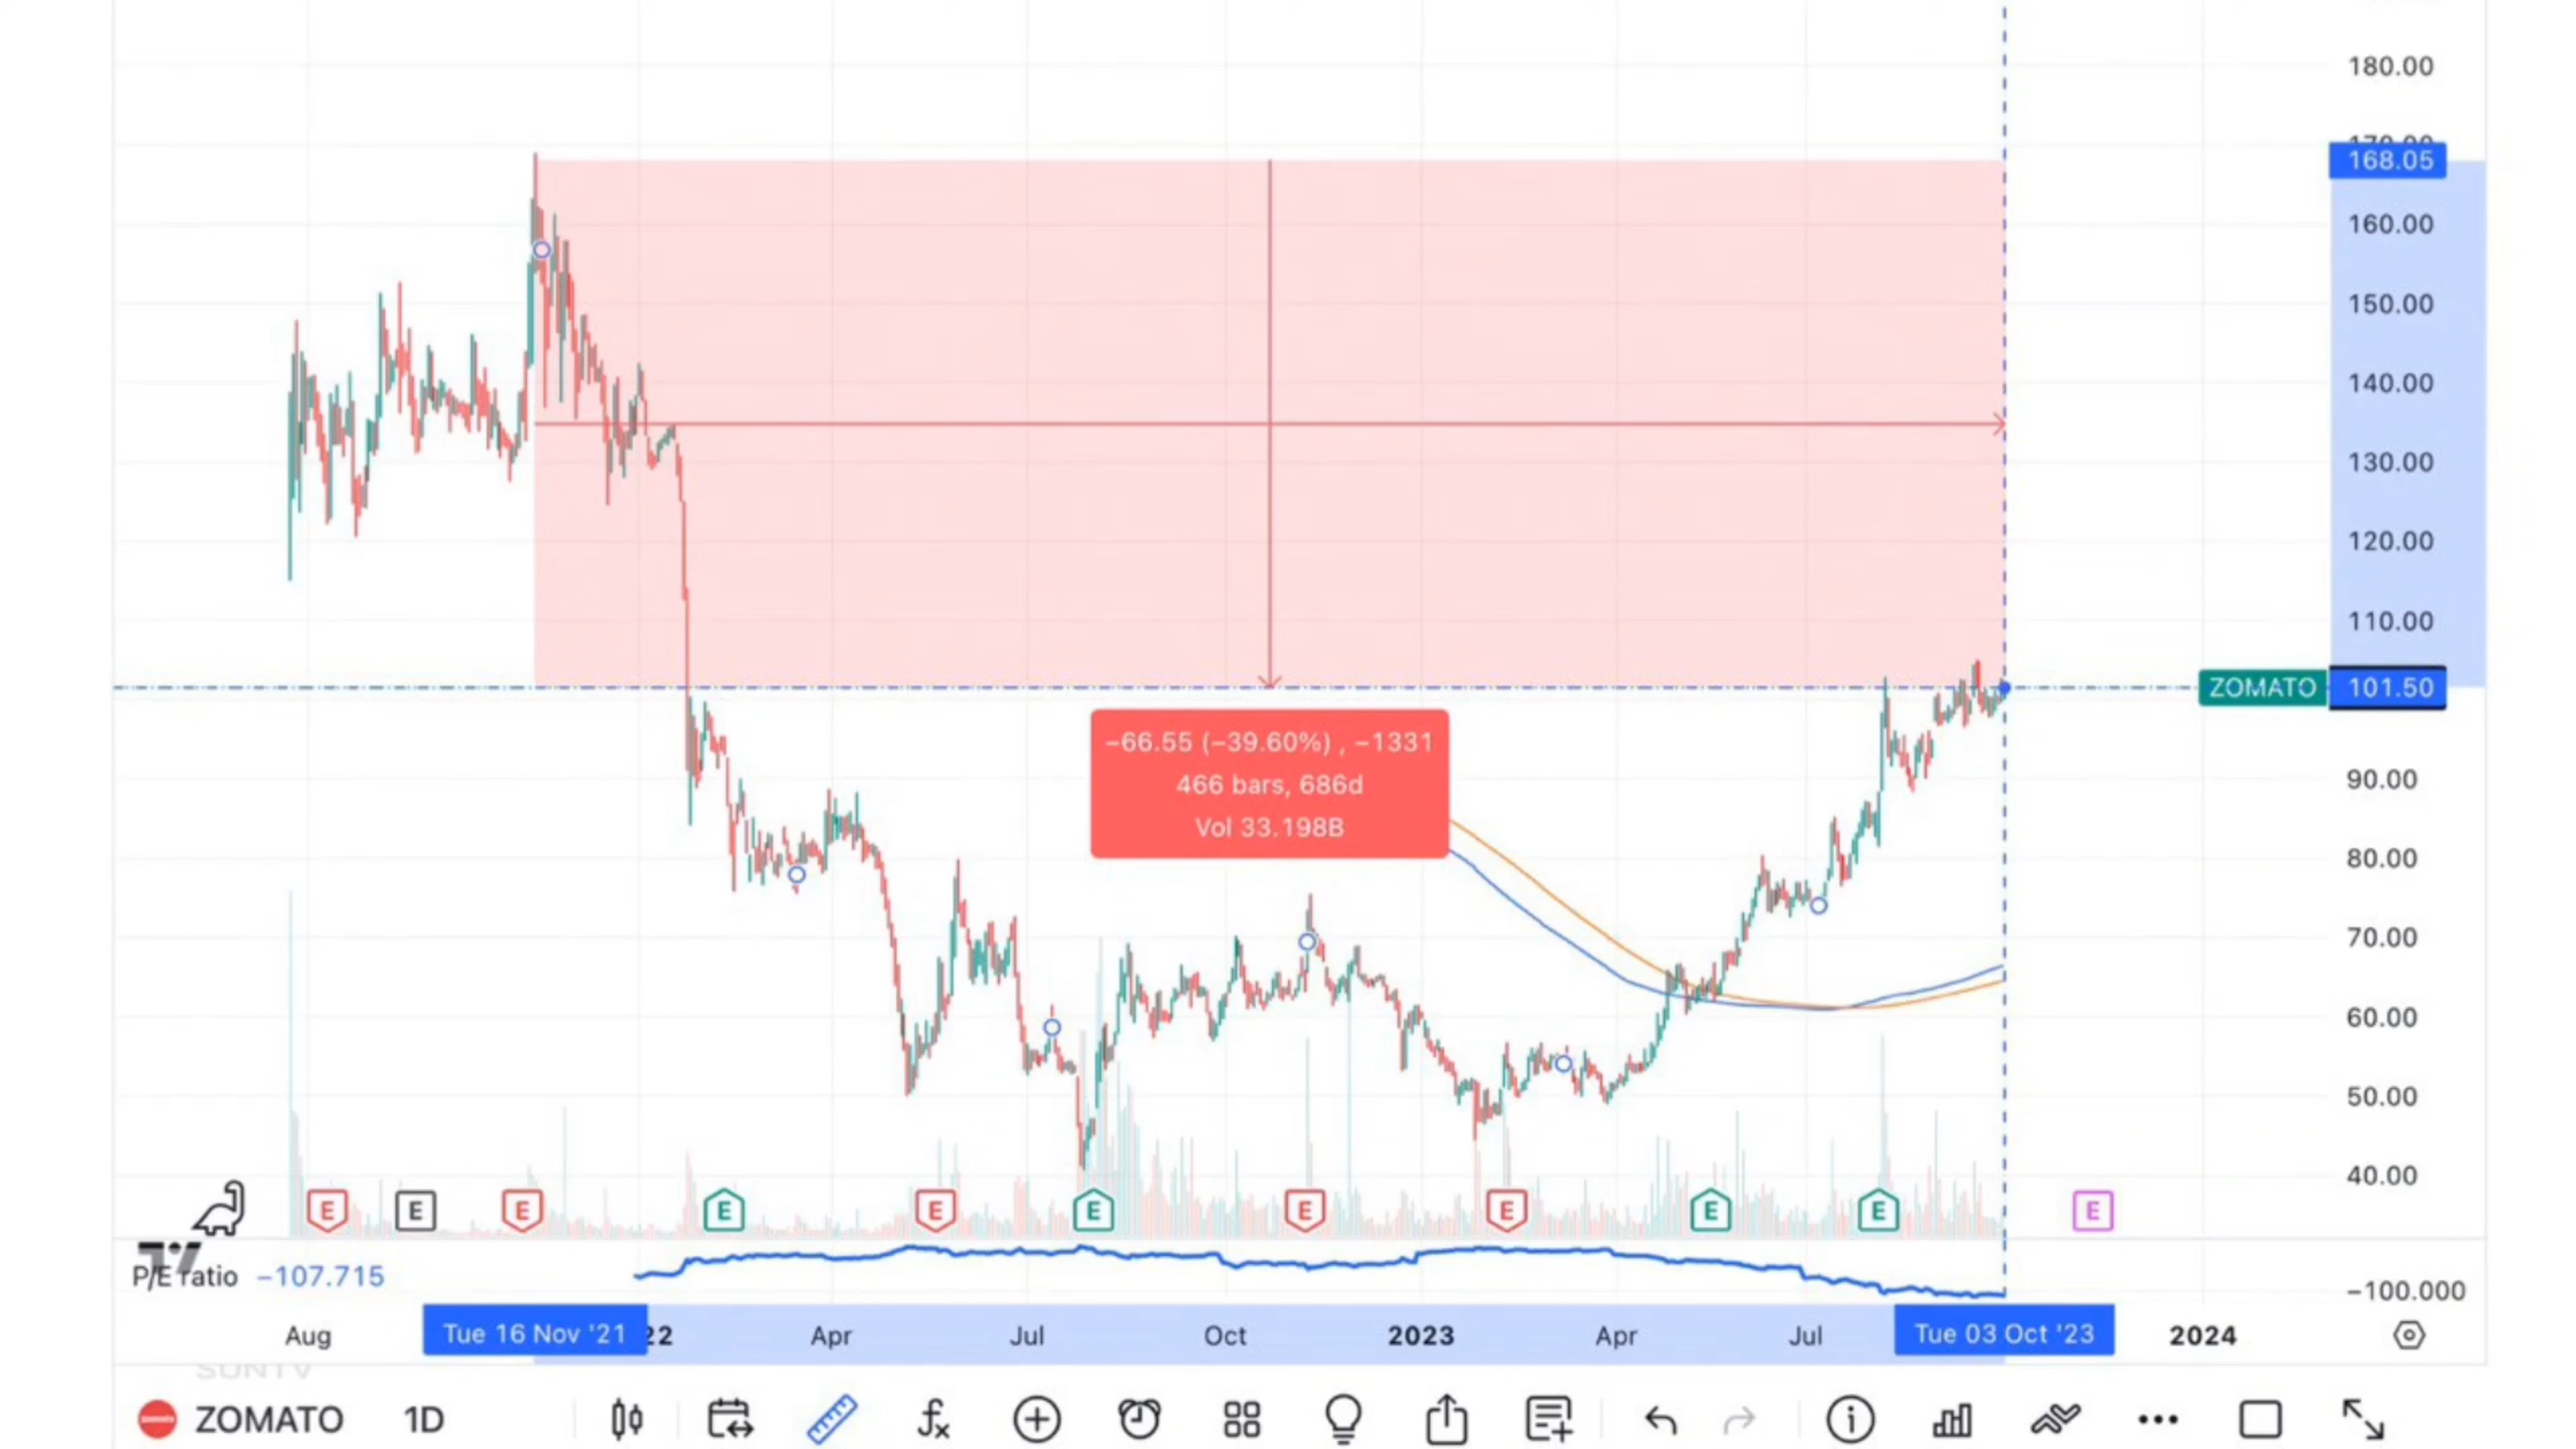 180.00
168.05
160.00
150.00
140.00
130.00
120.00
110.00
ZOMATO 101.50
−66.55 (−39.60%) , −1331
466 bars, 686d
Vol 33.198B
90.00
80.00
70.00
60.00
50.00
40.00
E E E E E E E E E E E
P/E ratio −107.715
−100.000
Aug Tue 16 Nov '21 22 Apr Jul Oct 2023 Apr Jul Tue 03 Oct '23 2024
SUNTV
ZOMATO 1D